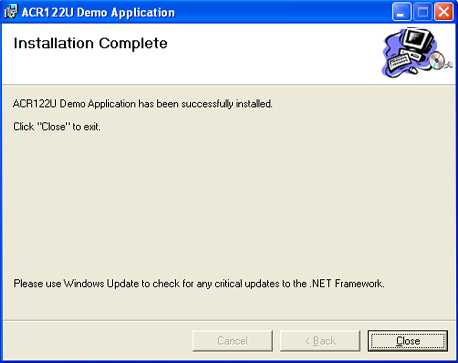 ACR122U Demo Application
Installation Complete
ACR122U Demo Application has been successfully installed.
Click "Close" to exit.
Please use Windows Update to check for any critical updates to the .NET Framework.
Cancel
< Back
Close